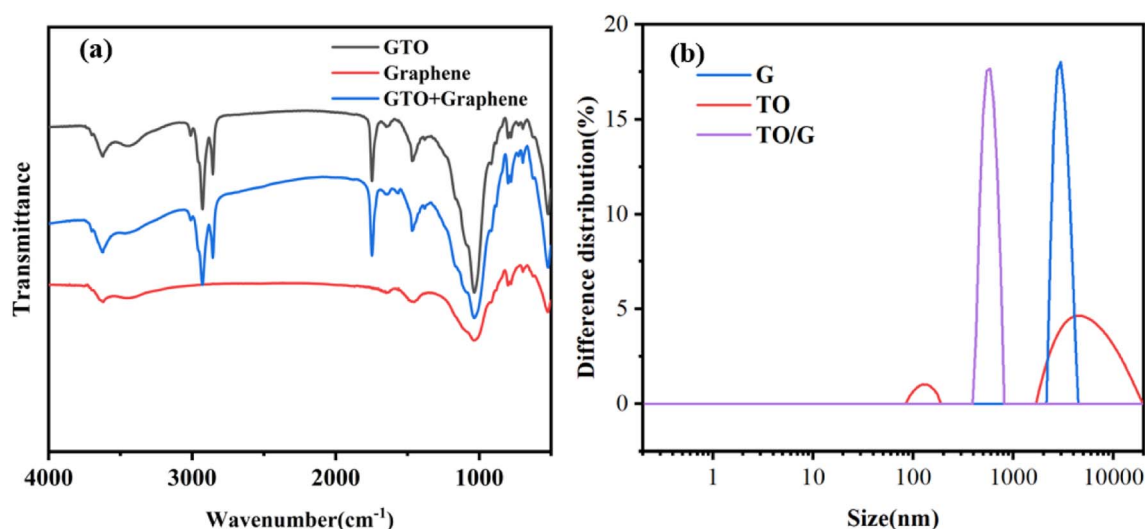 (a)
GTO
Graphene
GTO+Graphene
Transmittance
4000 3000 2000 1000
Wavenumber(cm⁻¹)
(b)
G
TO
TO/G
Difference distribution(%)
20
15
10
5
0
1 10 100 1000 10000
Size(nm)